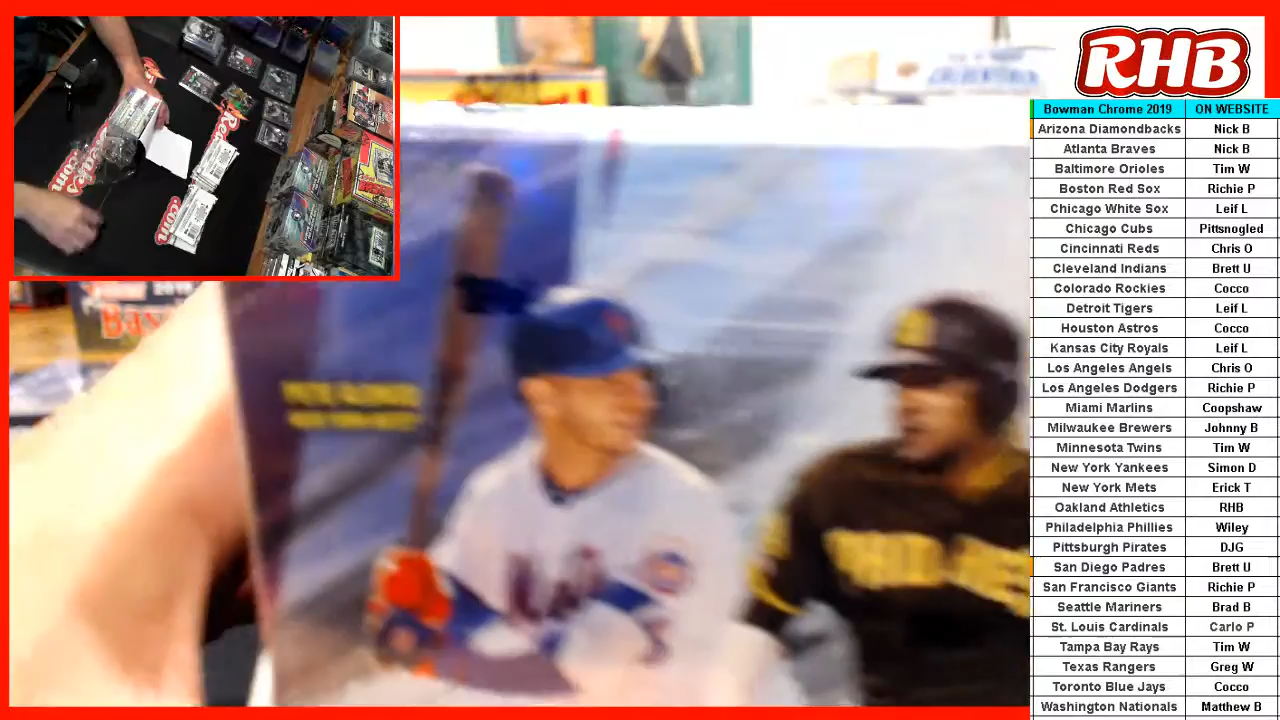 RHB
Bowman Chrome 2019 ON WEBSITE
Arizona Diamondbacks Nick B
Atlanta Braves Nick B
Baltimore Orioles Tim W
Boston Red Sox Richie P
Chicago White Sox Leif L
Chicago Cubs Pittsnogled
Cincinnati Reds Chris O
Cleveland Indians Brett U
Colorado Rockies Cocco
Detroit Tigers Leif L
Houston Astros Cocco
Kansas City Royals Leif L
Los Angeles Angels Chris O
Los Angeles Dodgers Richie P
Miami Marlins Coopshaw
Milwaukee Brewers Johnny B
Minnesota Twins Tim W
New York Yankees Simon D
New York Mets Erick T
Oakland Athletics RHB
Philadelphia Phillies Wiley
Pittsburgh Pirates DJG
San Diego Padres Brett U
San Francisco Giants Richie P
Seattle Mariners Brad B
St. Louis Cardinals Carlo P
Tampa Bay Rays Tim W
Texas Rangers Greg W
Toronto Blue Jays Cocco
Washington Nationals Matthew B